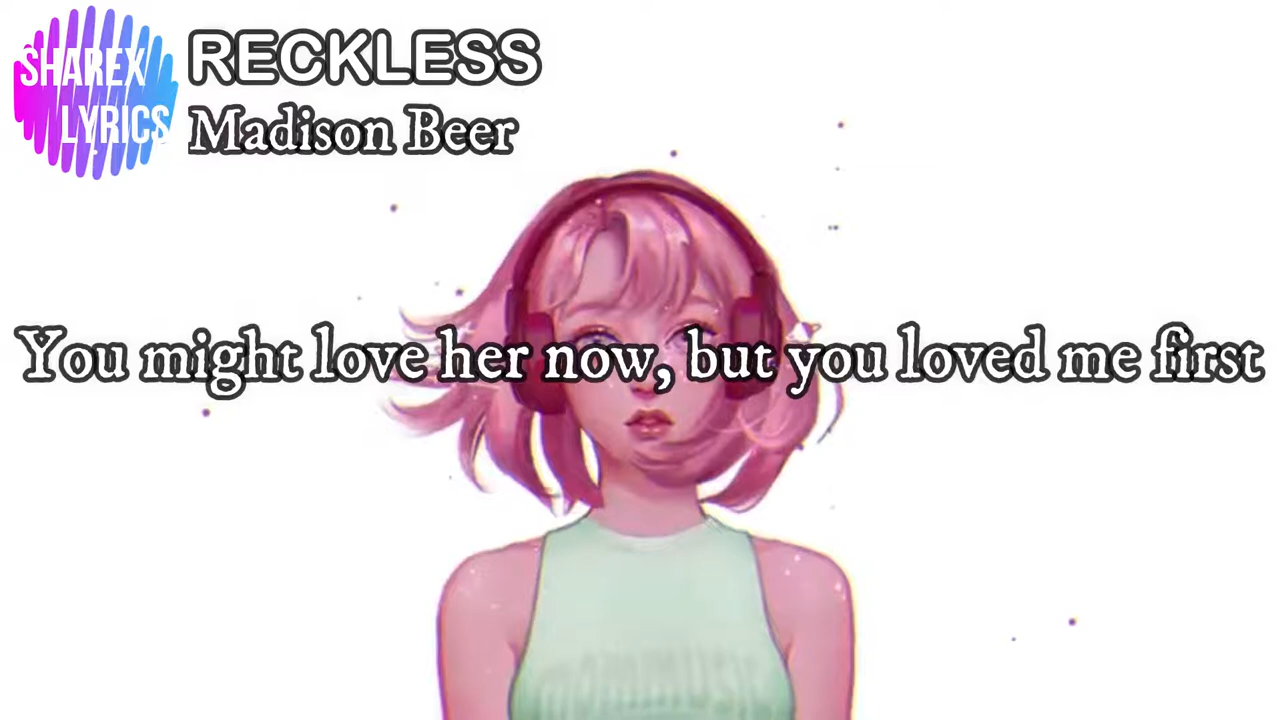 SHAREX
LYRICS
RECKLESS
Madison Beer
You might love her now, but you loved me first